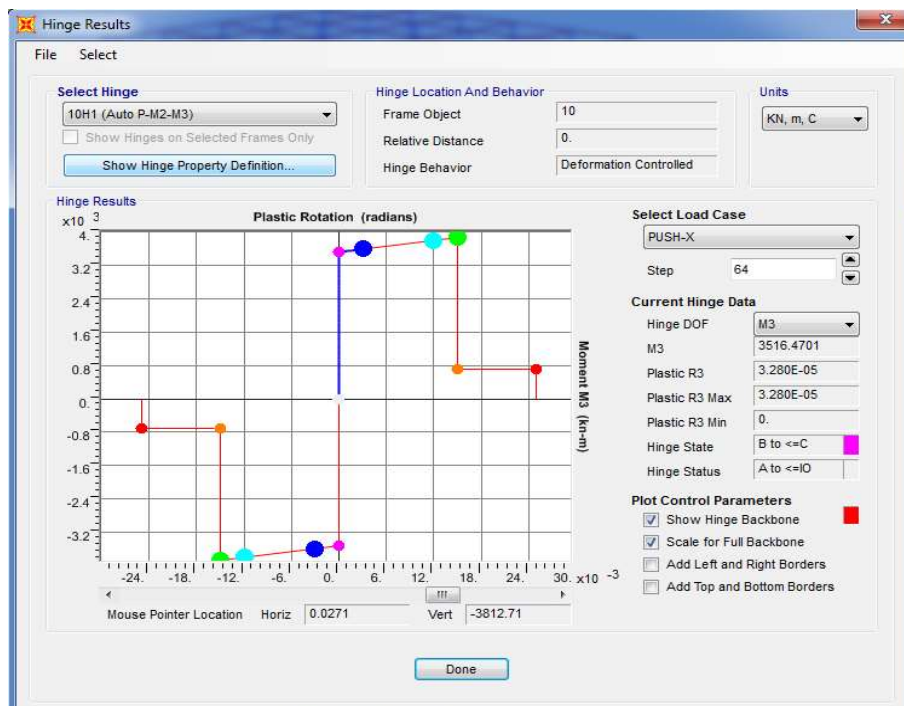 Hinge Results
File Select
Select Hinge
10H1 (Auto P-M2-M3)
Show Hinges on Selected Frames Only
Show Hinge Property Definition...
Hinge Location And Behavior
Frame Object 10
Relative Distance 0.
Hinge Behavior Deformation Controlled
Units
KN, m, C
Hinge Results
x10 3
Plastic Rotation (radians)
4.
3.2
2.4
1.6
0.8
0.
-0.8
-1.6
-2.4
-3.2
Moment M3 (kn-m)
-24. -18. -12. -6. 0. 6. 12. 18. 24. 30. x10 -3
Mouse Pointer Location Horiz 0.0271 Vert -3812.71
Select Load Case
PUSH-X
Step 64
Current Hinge Data
Hinge DOF M3
M3 3516.4701
Plastic R3 3.280E-05
Plastic R3 Max 3.280E-05
Plastic R3 Min 0.
Hinge State B to <=C
Hinge Status A to <=IO
Plot Control Parameters
Show Hinge Backbone
Scale for Full Backbone
Add Left and Right Borders
Add Top and Bottom Borders
Done